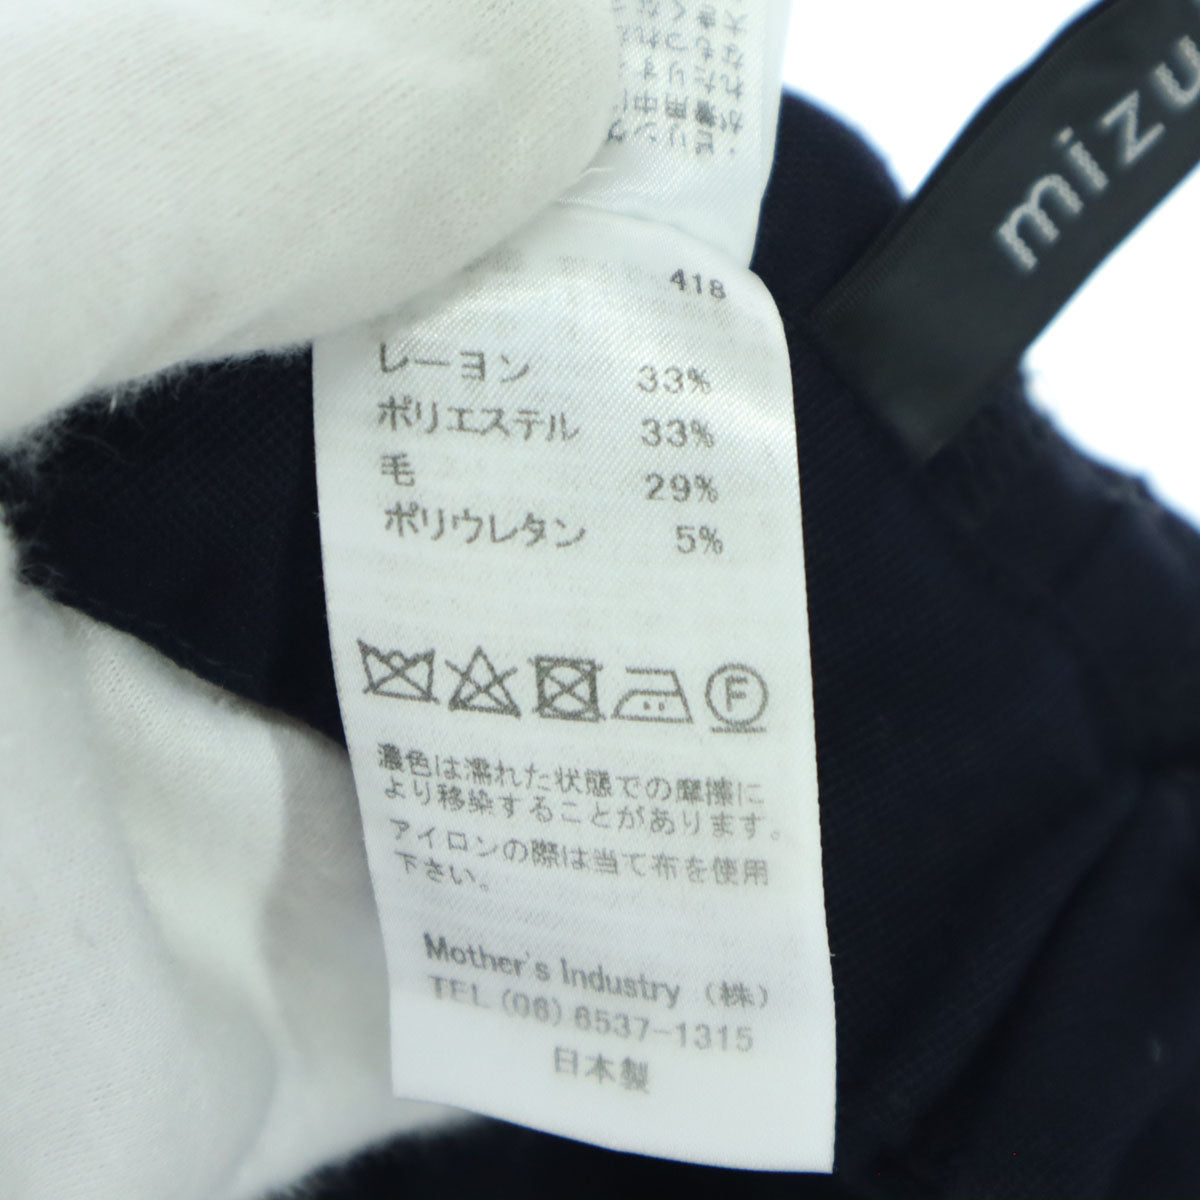 mizu
418
レーヨン 33%
ポリエステル 33%
毛 29%
ポリウレタン 5%
F
濃色は濡れた状態での摩擦に
より移染することがあります。
アイロンの際は当て布を使用
下さい。
Mother's Industry (株)
TEL (06) 6537-1315
日本製